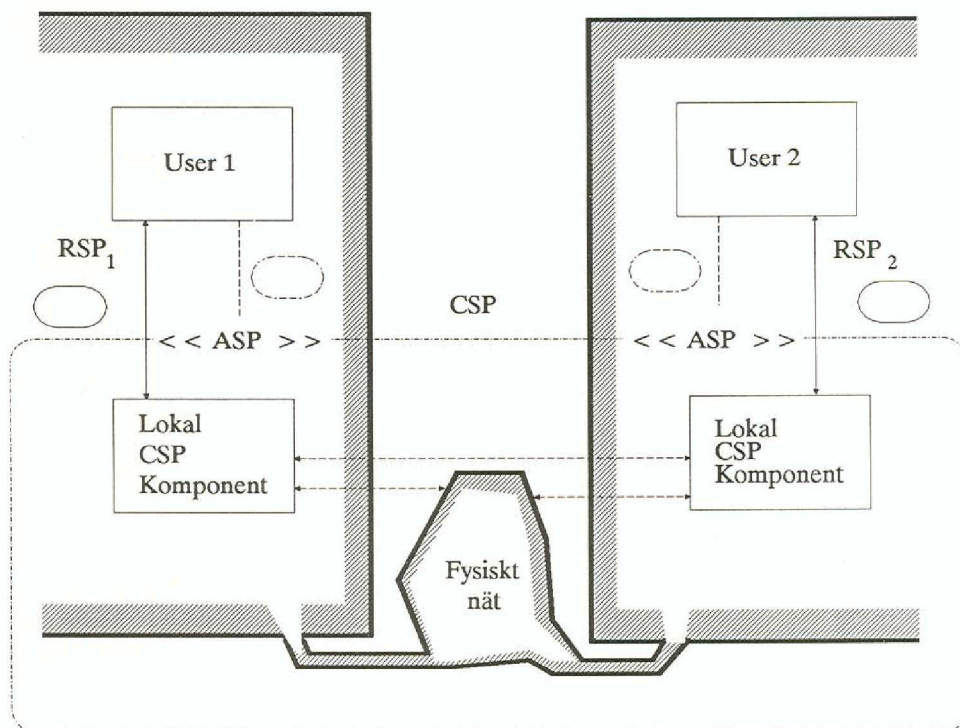 User 1
User 2
RSP1
RSP 2
CSP
< < ASP > >
< < ASP > >
Lokal
CSP
Komponent
Lokal
CSP
Komponent
Fysiskt
nät